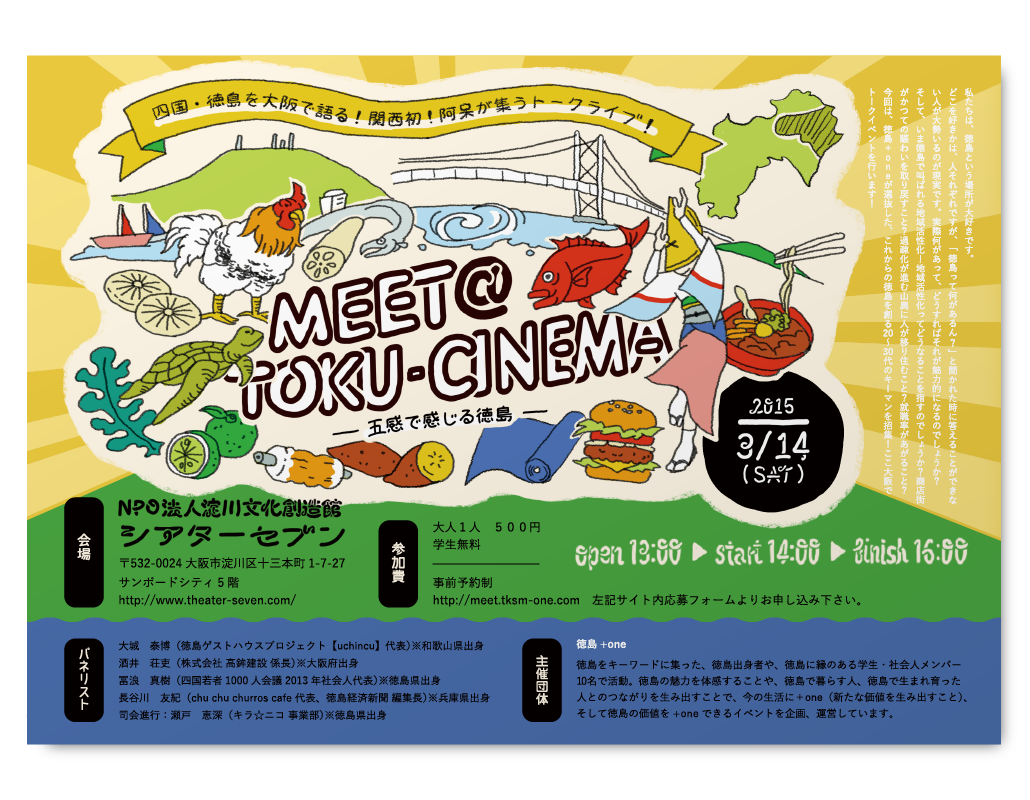 四国・徳島を大阪で語る！関西初！阿呆が集うトークライブ！
私たちは、徳島という場所が大好きです。
どこを好きかは、人それぞれですが、「徳島って何があるん？」と聞かれた時に答えることができな
い人が大勢いるのが現実です。実際何があって、どうすればそれが魅力的になるのでしょうか？
そして、いま徳島で叫ばれる地域活性化ー地域活性化ってどうなることを指すのでしょうか？商店街
がかつての賑わいを取り戻すこと？過疎化が進む山奥に人が移り住むこと？就職率があがること？
今回は、徳島＋oneが選抜した、これからの徳島を創る20〜30代のキーマンを招集！ここ大阪で
トークイベントを行います！
MEET@
TOKU-CINEMA
五感で感じる徳島
2015
3/14
(SAT)
会場
NPO法人淀川文化創造館
シアターセブン
〒532-0024 大阪市淀川区十三本町 1-7-27
サンポードシティ 5 階
http://www.theater-seven.com/
参加費
大人１人　５００円
学生無料
事前予約制
http://meet.tksm-one.com　左記サイト内応募フォームよりお申し込み下さい。
open 13:00 ▶ start 14:00 ▶ finish 16:00
パネリスト
大城　泰博（徳島ゲストハウスプロジェクト【uchincu】代表）※和歌山県出身
酒井　荘吏（株式会社 高鉾建設 係長）※大阪府出身
冨浪　真樹（四国若者 1000 人会議 2013 年社会人代表）※徳島県出身
長谷川　友紀（chu chu churros cafe 代表、徳島経済新聞 編集長）※兵庫県出身
司会進行：瀬戸　恵深（キラ☆ニコ 事業部）※徳島県出身
主催団体
徳島 +one
徳島をキーワードに集った、徳島出身者や、徳島に縁のある学生・社会人メンバー
10名で活動。徳島の魅力を体感することや、徳島で暮らす人、徳島で生まれ育った
人とのつながりを生み出すことで、今の生活に＋one（新たな価値を生み出すこと）、
そして徳島の価値を +one できるイベントを企画、運営しています。